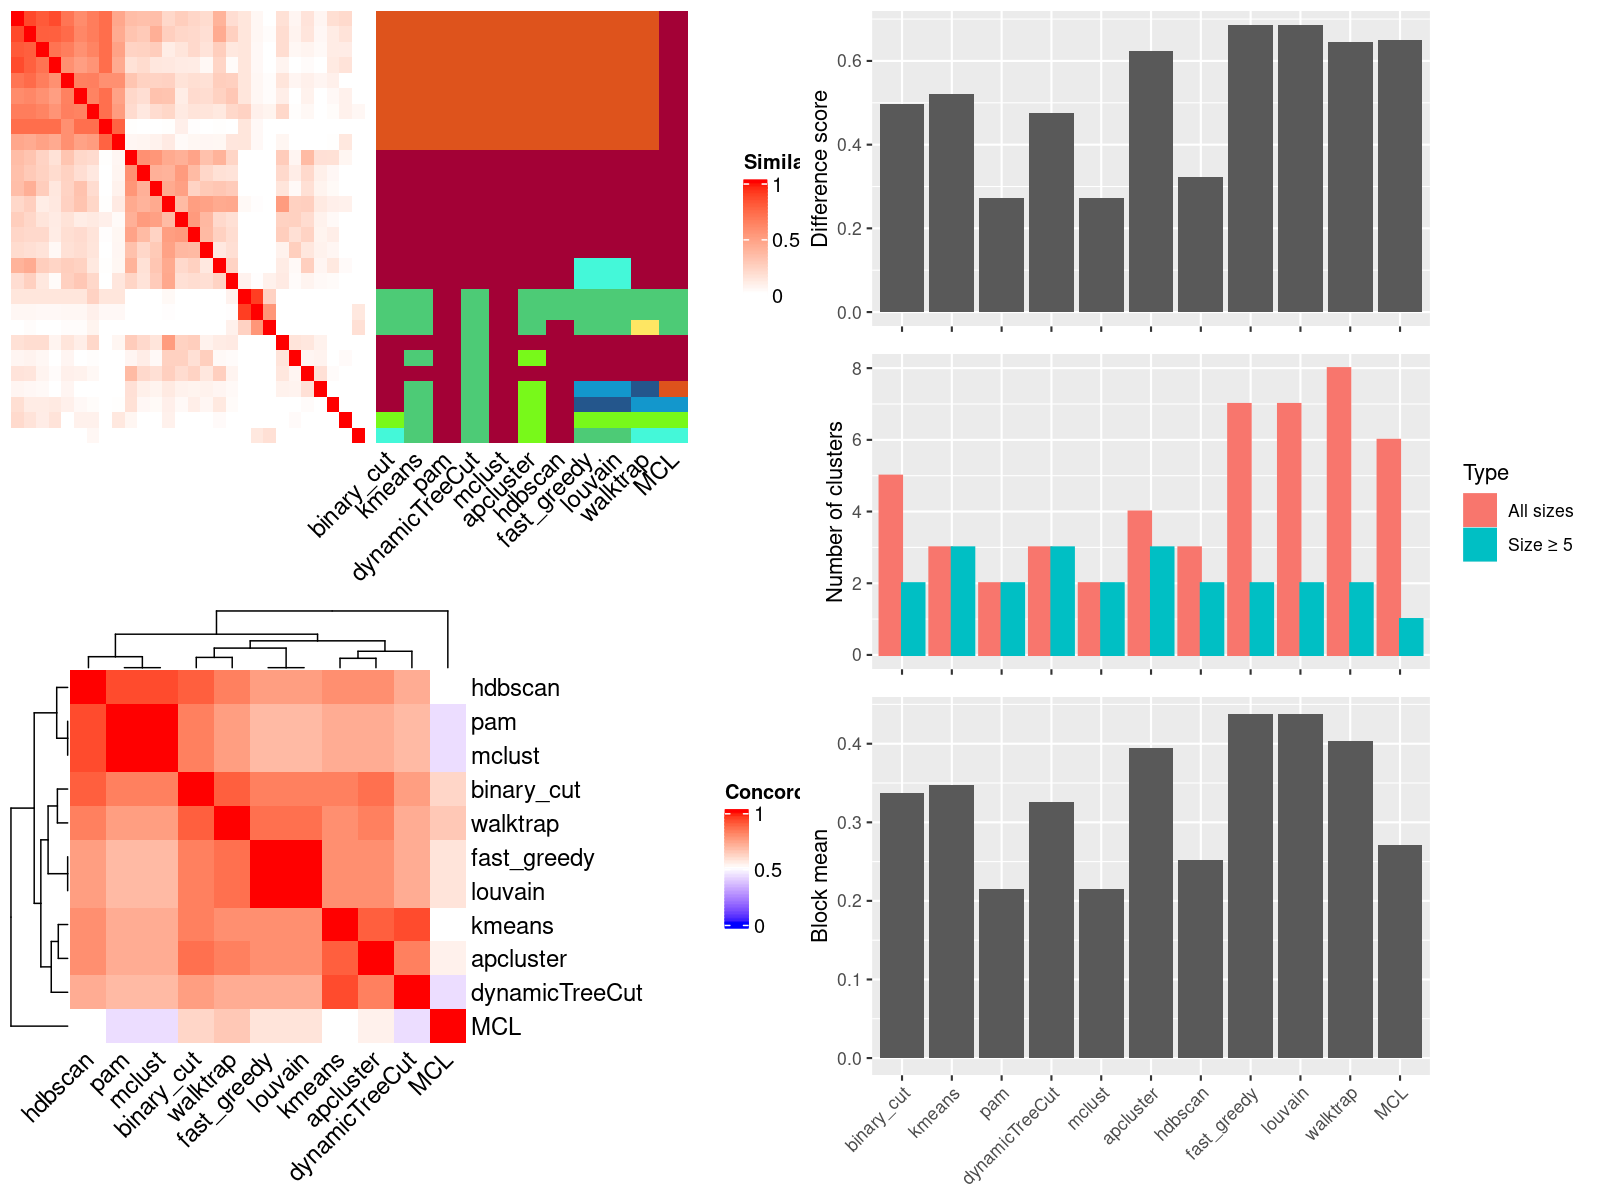 Simila
1
0.5
0
binary_cut
kmeans
pam
dynamicTreeCut
mclust
apcluster
hdbscan
fast_greedy
louvain
walktrap
MCL
hdbscan
pam
mclust
binary_cut
walktrap
fast_greedy
louvain
kmeans
apcluster
dynamicTreeCut
MCL
hdbscan
pam
mclust
binary_cut
walktrap
fast_greedy
louvain
kmeans
apcluster
dynamicTreeCut
MCL
Concord
1
0.5
0
Difference score
0.6
0.4
0.2
0.0
Number of clusters
8
6
4
2
0
Type
All sizes
Size ≥ 5
Block mean
0.4
0.3
0.2
0.1
0.0
binary_cut
kmeans
pam
dynamicTreeCut
mclust
apcluster
hdbscan
fast_greedy
louvain
walktrap
MCL